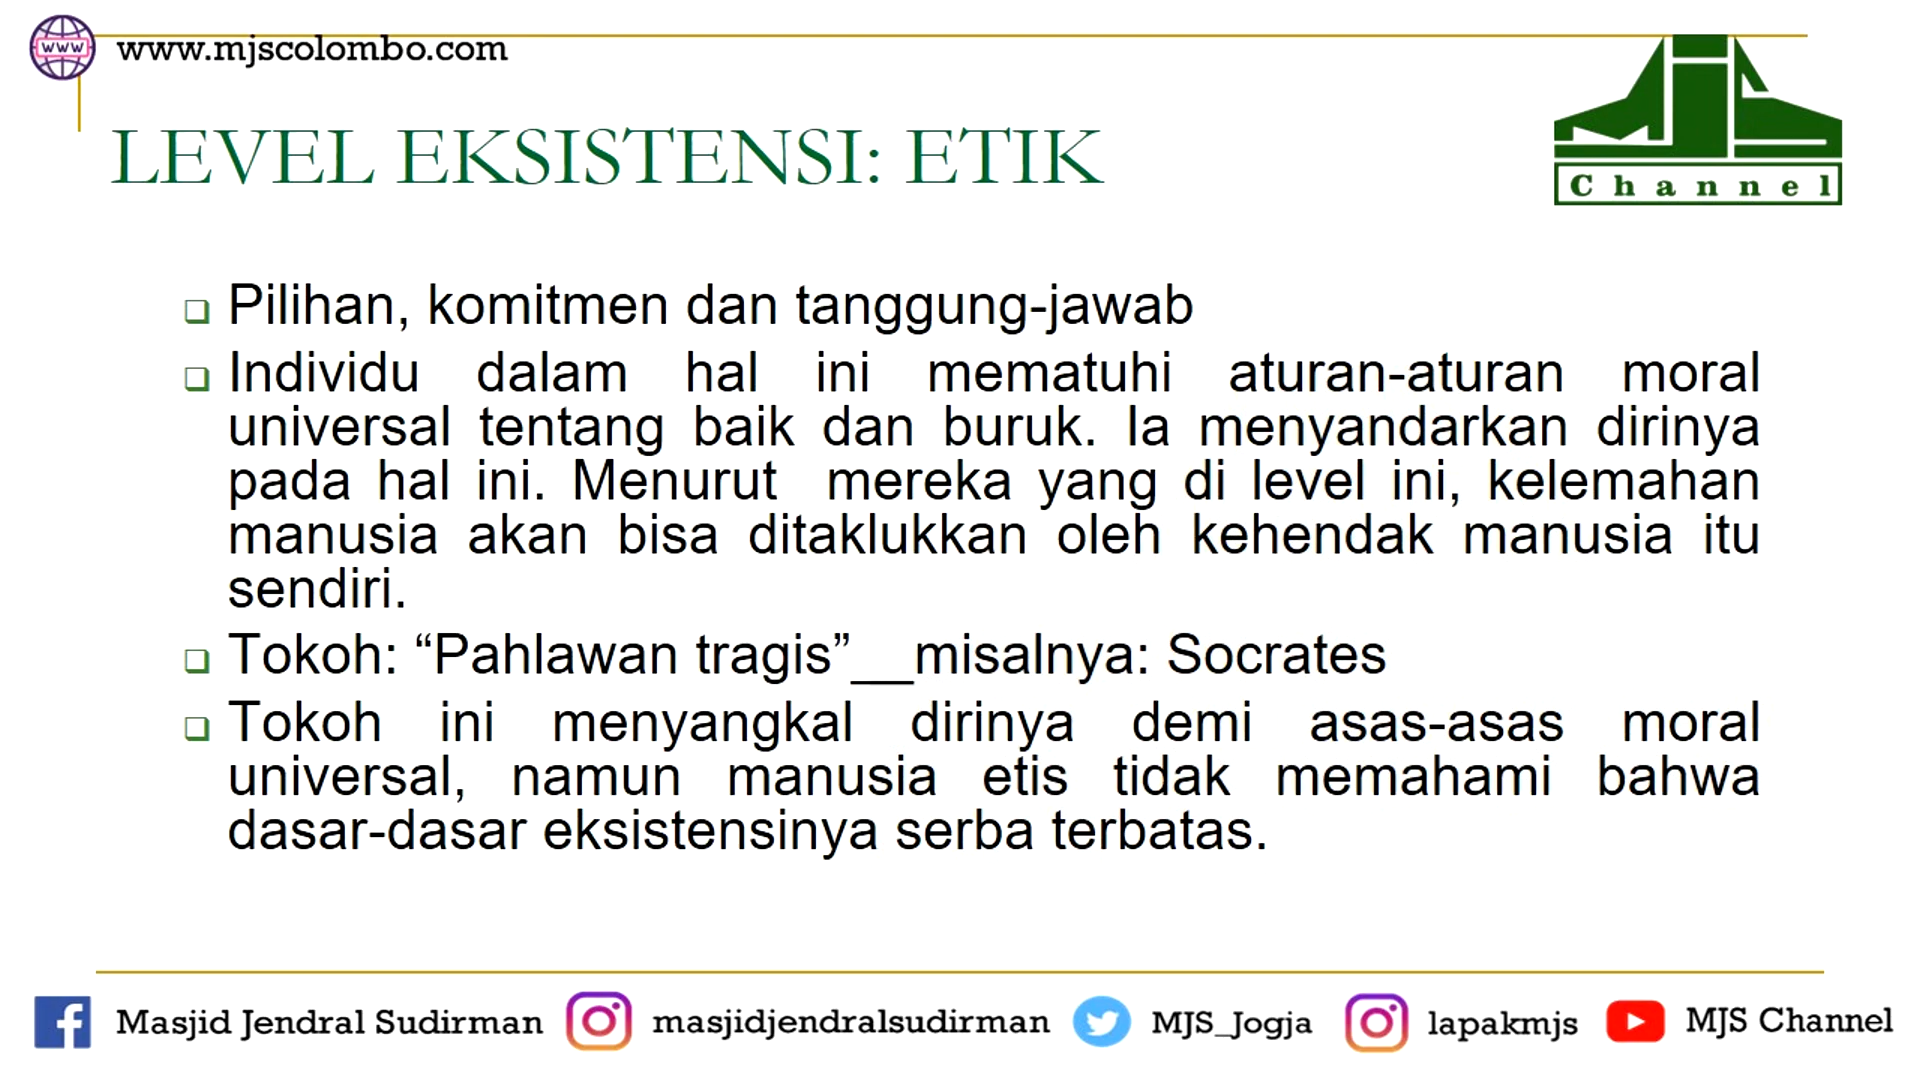 www
www.mjscolombo.com
MJS
Channel
LEVEL EKSISTENSI: ETIK
Pilihan, komitmen dan tanggung-jawab
Individu dalam hal ini mematuhi aturan-aturan moral
universal tentang baik dan buruk. Ia menyandarkan dirinya
pada hal ini. Menurut mereka yang di level ini, kelemahan
manusia akan bisa ditaklukkan oleh kehendak manusia itu
sendiri.
Tokoh: “Pahlawan tragis”__misalnya: Socrates
Tokoh ini menyangkal dirinya demi asas-asas moral
universal, namun manusia etis tidak memahami bahwa
dasar-dasar eksistensinya serba terbatas.
Masjid Jendral Sudirman masjidjendralsudirman MJS_Jogja lapakmjs MJS Channel